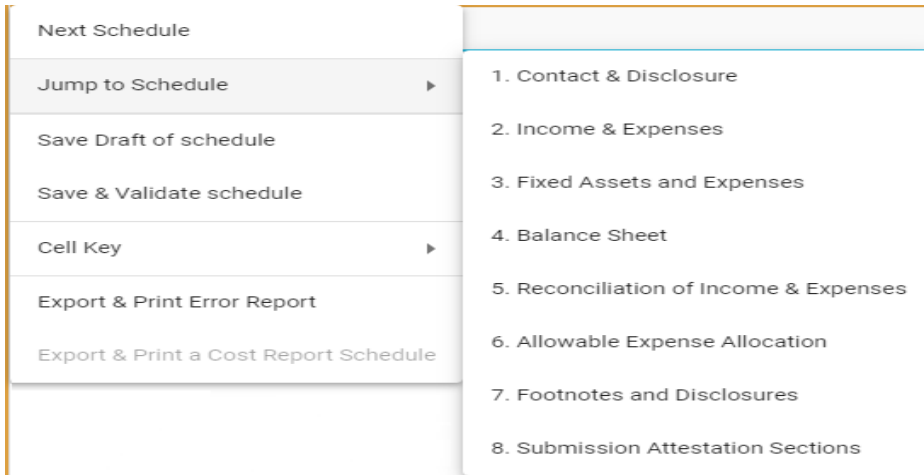 Next Schedule
Jump to Schedule
Save Draft of schedule
Save & Validate schedule
Cell Key
Export & Print Error Report
Export & Print a Cost Report Schedule
1. Contact & Disclosure
2. Income & Expenses
3. Fixed Assets and Expenses
4. Balance Sheet
5. Reconciliation of Income & Expenses
6. Allowable Expense Allocation
7. Footnotes and Disclosures
8. Submission Attestation Sections